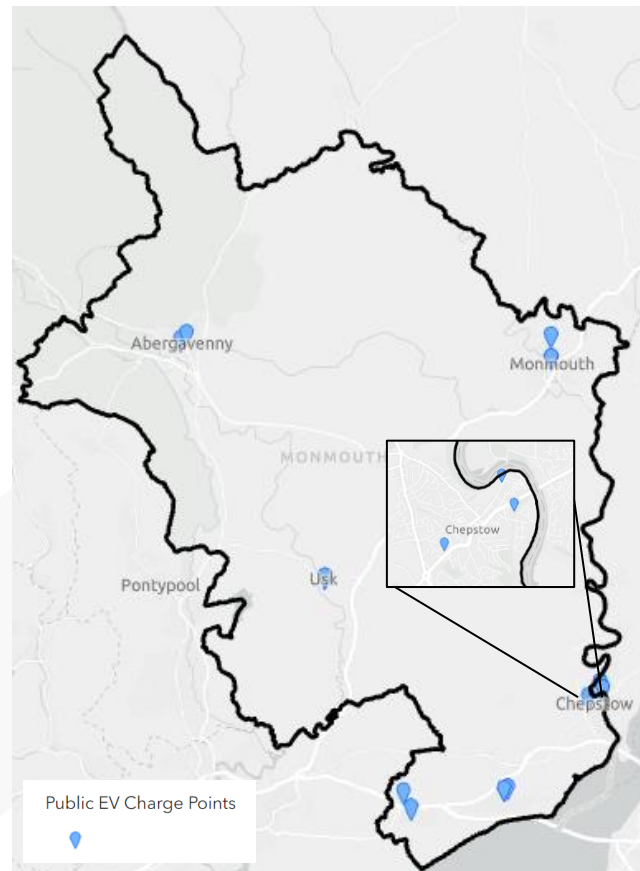 Abergavenny
Monmouth
MONMOUTH
Chepstow
Usk
Pontypool
Chepstow
Public EV Charge Points